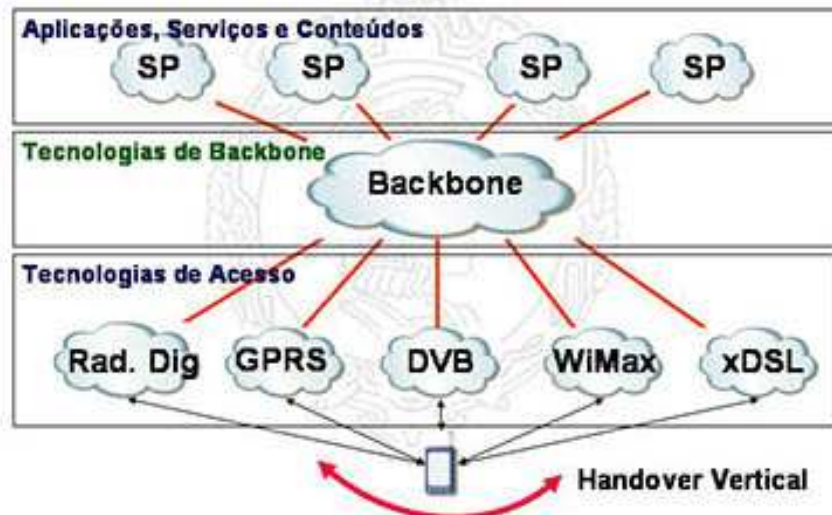 Aplicações, Serviços e Conteúdos
SP SP SP SP
Tecnologias de Backbone
Backbone
Tecnologias de Acesso
Rad. Dig GPRS DVB WiMax xDSL
Handover Vertical